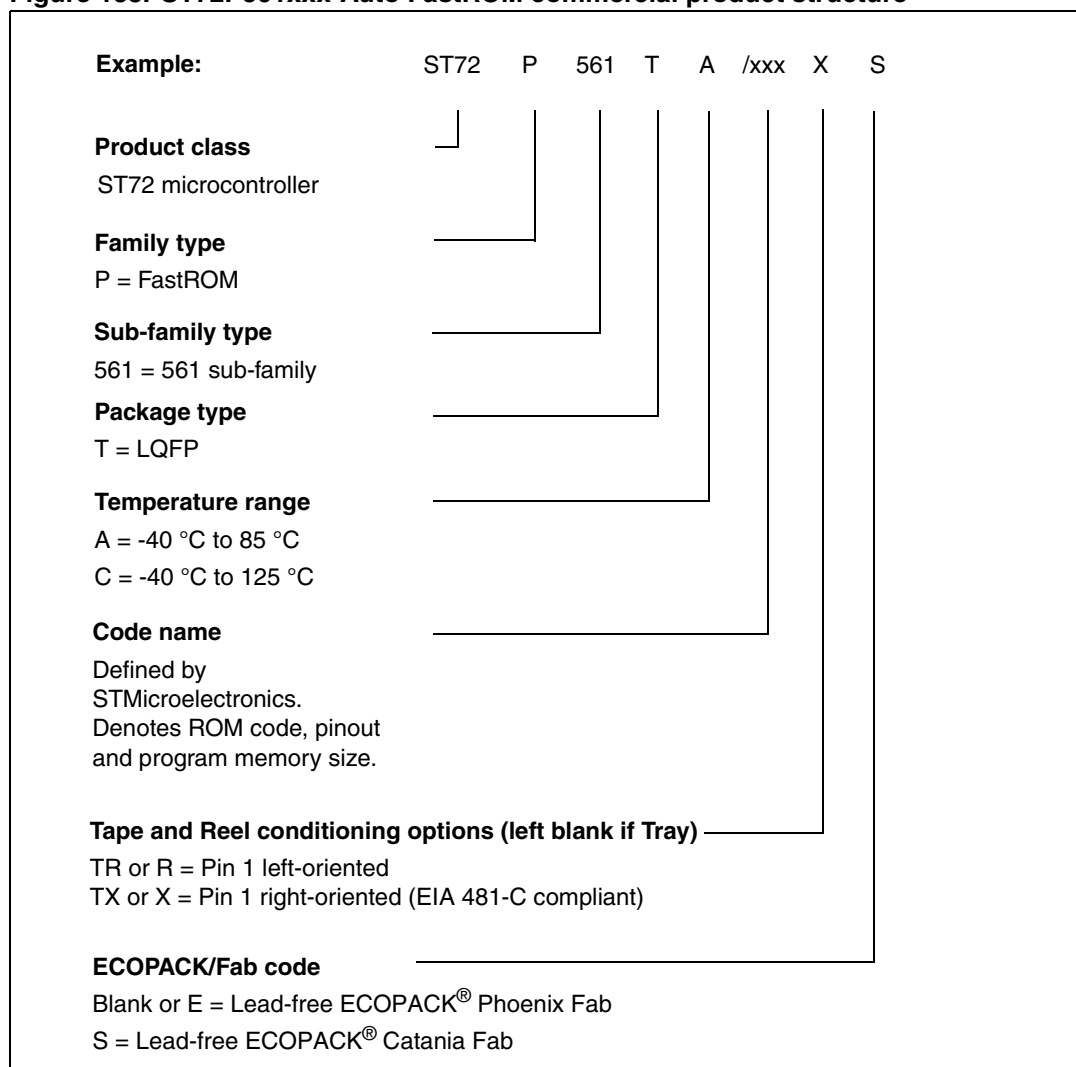 Example: ST72 P 561 T A /xxx X S
Product class
ST72 microcontroller
Family type
P = FastROM
Sub-family type
561 = 561 sub-family
Package type
T = LQFP
Temperature range
A = -40 °C to 85 °C
C = -40 °C to 125 °C
Code name
Defined by
STMicroelectronics.
Denotes ROM code, pinout
and program memory size.
Tape and Reel conditioning options (left blank if Tray)
TR or R = Pin 1 left-oriented
TX or X = Pin 1 right-oriented (EIA 481-C compliant)
ECOPACK/Fab code
Blank or E = Lead-free ECOPACK® Phoenix Fab
S = Lead-free ECOPACK® Catania Fab